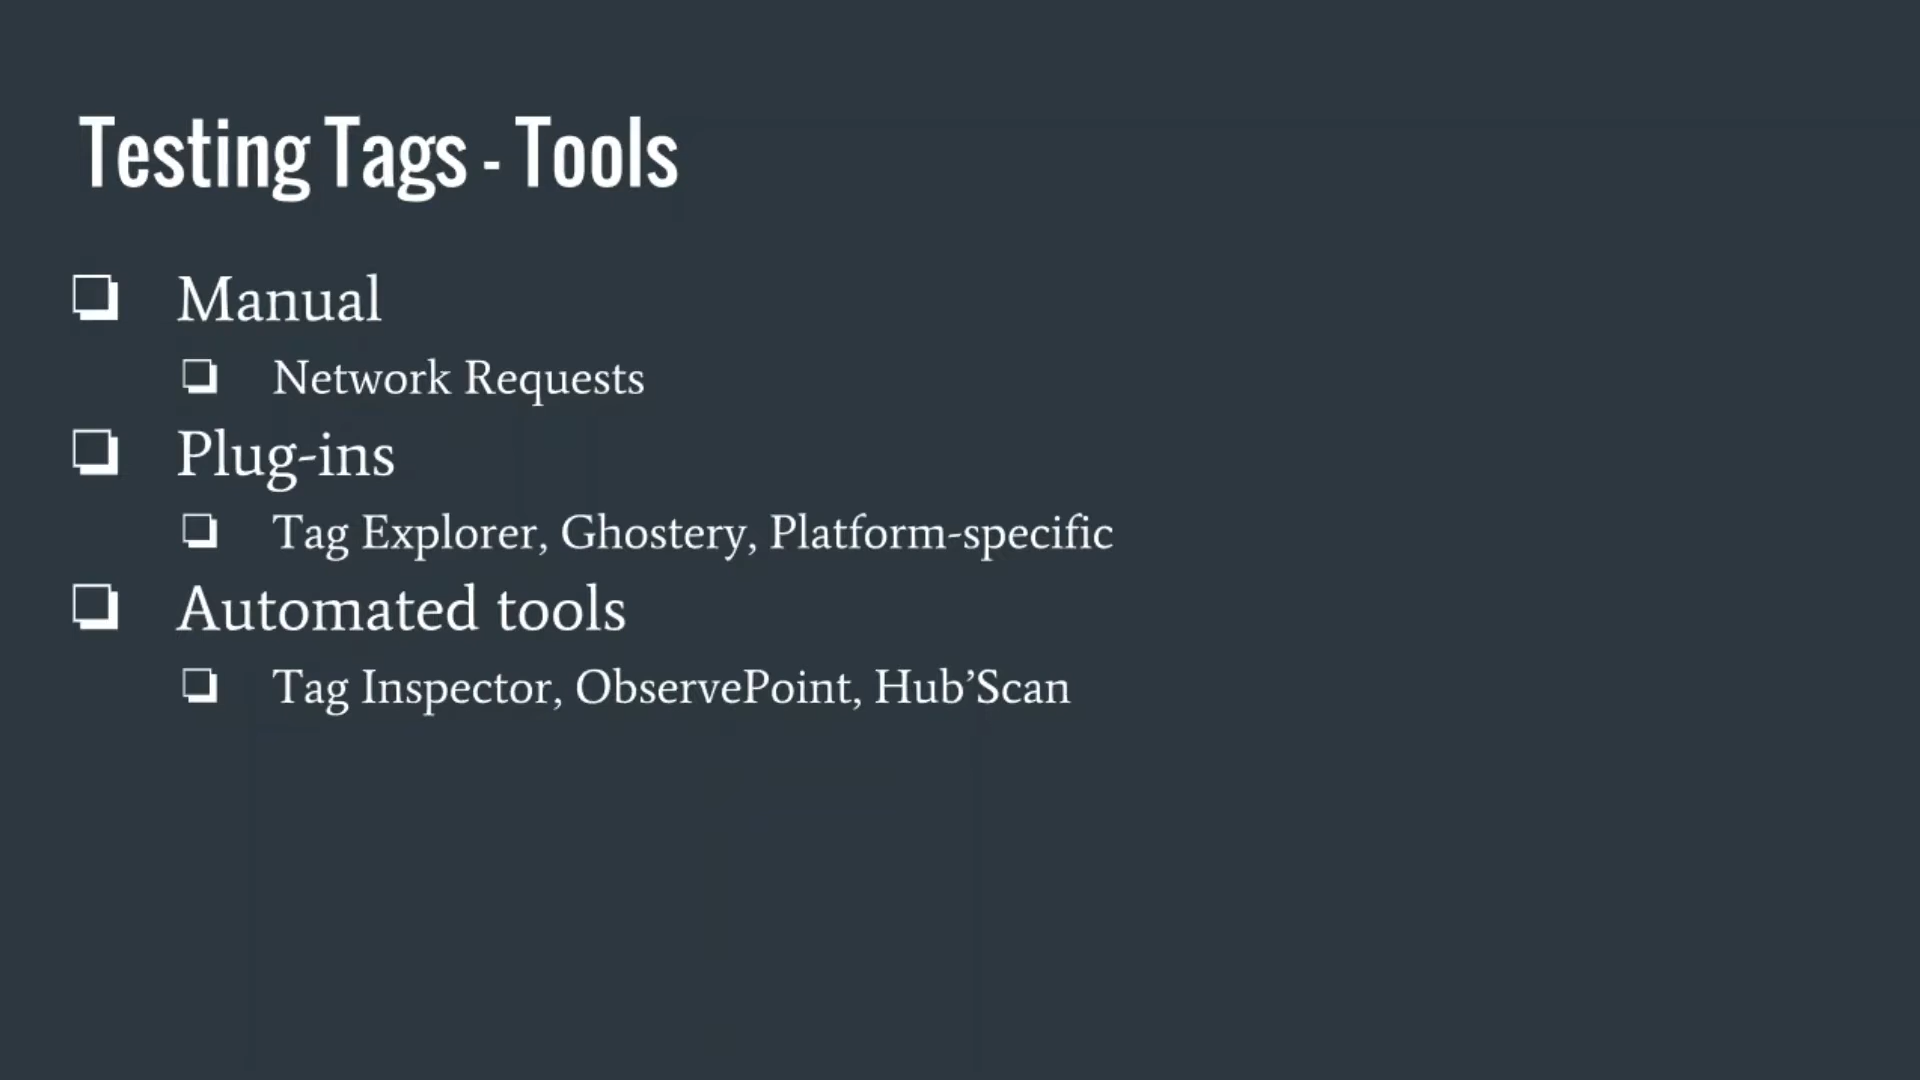 Testing Tags - Tools
❏ Manual
❏ Network Requests
❏ Plug-ins
❏ Tag Explorer, Ghostery, Platform-specific
❏ Automated tools
❏ Tag Inspector, ObservePoint, Hub’Scan